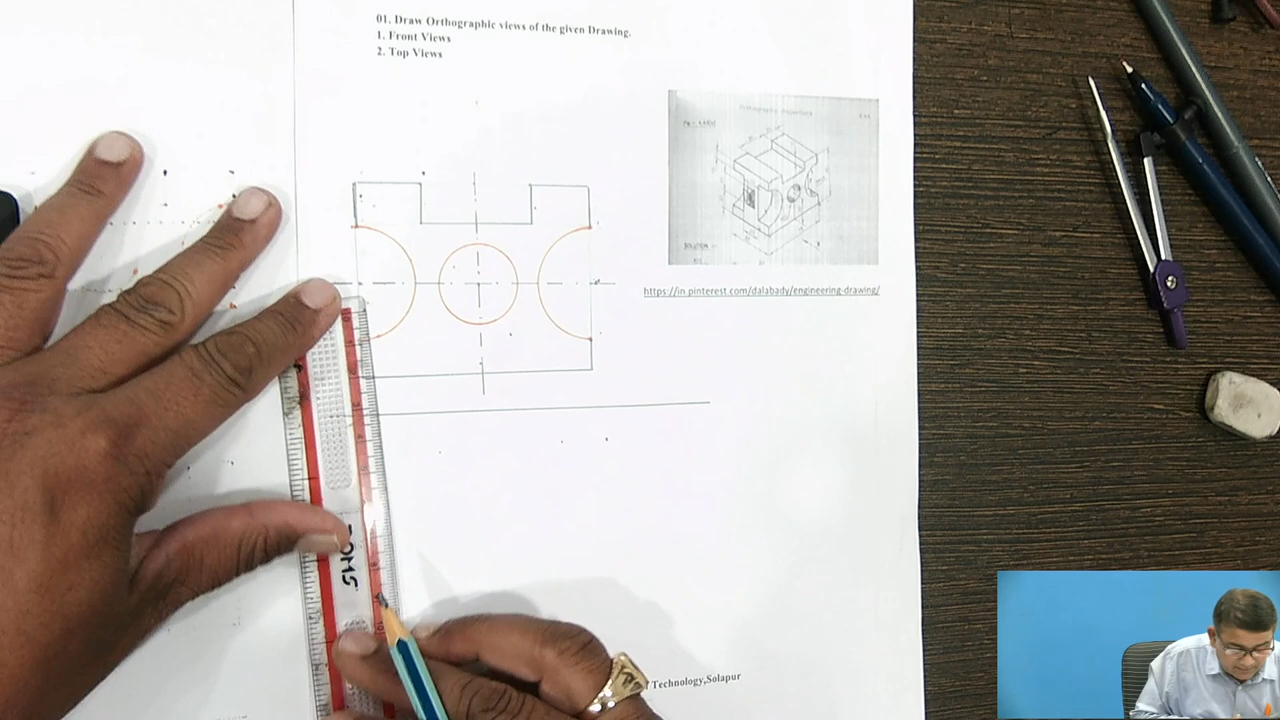 01. Draw Orthographic views of the given Drawing.
1. Front Views
2. Top Views
https://in.pinterest.com/dalabady/engineering-drawing/
Technology,Solapur